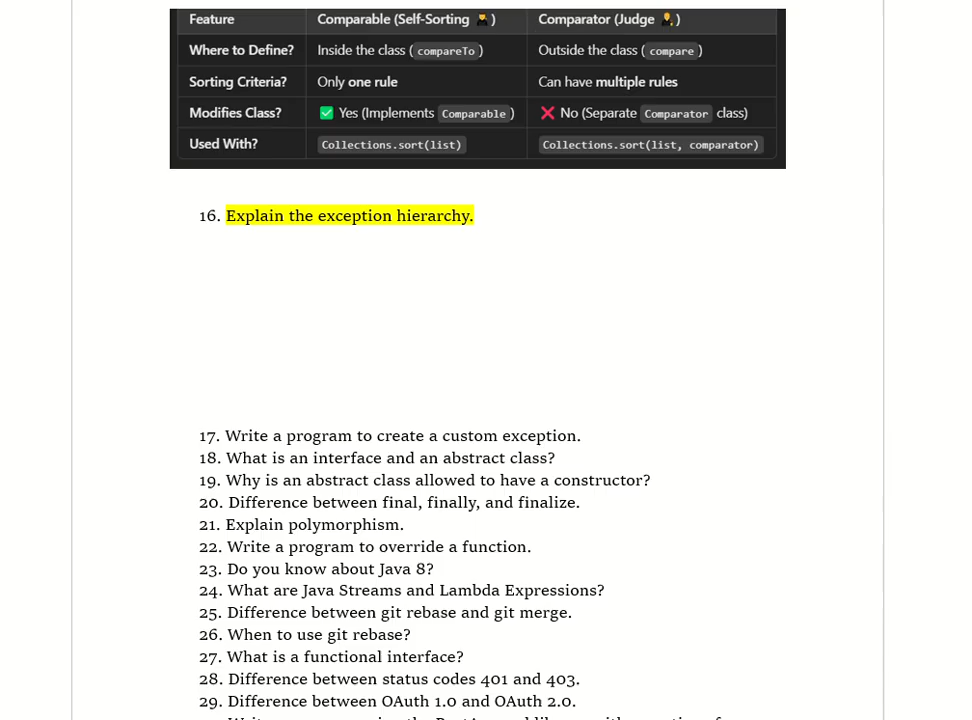 Feature Comparable (Self-Sorting 🧑‍💼) Comparator (Judge 🧑‍⚖️)
Where to Define? Inside the class (compareTo) Outside the class (compare)
Sorting Criteria? Only one rule Can have multiple rules
Modifies Class? ✅ Yes (Implements Comparable) ❌ No (Separate Comparator class)
Used With? Collections.sort(list) Collections.sort(list, comparator)
16. Explain the exception hierarchy.
17. Write a program to create a custom exception.
18. What is an interface and an abstract class?
19. Why is an abstract class allowed to have a constructor?
20. Difference between final, finally, and finalize.
21. Explain polymorphism.
22. Write a program to override a function.
23. Do you know about Java 8?
24. What are Java Streams and Lambda Expressions?
25. Difference between git rebase and git merge.
26. When to use git rebase?
27. What is a functional interface?
28. Difference between status codes 401 and 403.
29. Difference between OAuth 1.0 and OAuth 2.0.